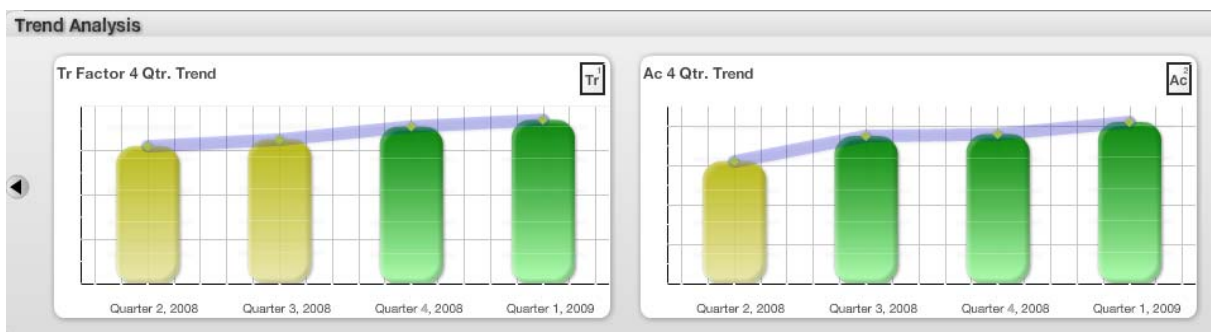 Trend Analysis
Tr Factor 4 Qtr. Trend
1
Tr
Quarter 2, 2008 Quarter 3, 2008 Quarter 4, 2008 Quarter 1, 2009
Ac 4 Qtr. Trend
2
Ac
Quarter 2, 2008 Quarter 3, 2008 Quarter 4, 2008 Quarter 1, 2009